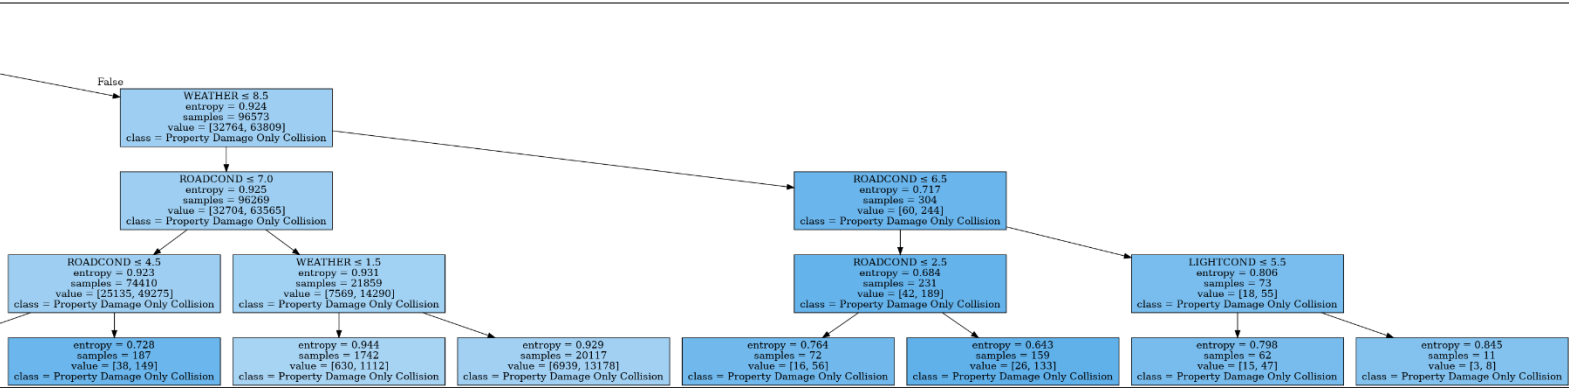 False
WEATHER ≤ 8.5
entropy = 0.924
samples = 96573
value = [32764, 63809]
class = Property Damage Only Collision
ROADCOND ≤ 7.0
entropy = 0.925
samples = 96269
value = [32704, 63565]
class = Property Damage Only Collision
ROADCOND ≤ 6.5
entropy = 0.717
samples = 304
value = [60, 244]
class = Property Damage Only Collision
ROADCOND ≤ 4.5
entropy = 0.923
samples = 74410
value = [25135, 49275]
class = Property Damage Only Collision
WEATHER ≤ 1.5
entropy = 0.931
samples = 21859
value = [7569, 14290]
class = Property Damage Only Collision
ROADCOND ≤ 2.5
entropy = 0.684
samples = 231
value = [42, 189]
class = Property Damage Only Collision
LIGHTCOND ≤ 5.5
entropy = 0.806
samples = 73
value = [18, 55]
class = Property Damage Only Collision
entropy = 0.728
samples = 187
value = [38, 149]
class = Property Damage Only Collision
entropy = 0.944
samples = 1742
value = [630, 1112]
class = Property Damage Only Collision
entropy = 0.929
samples = 20117
value = [6939, 13178]
class = Property Damage Only Collision
entropy = 0.764
samples = 72
value = [16, 56]
class = Property Damage Only Collision
entropy = 0.643
samples = 159
value = [26, 133]
class = Property Damage Only Collision
entropy = 0.798
samples = 62
value = [15, 47]
class = Property Damage Only Collision
entropy = 0.845
samples = 11
value = [3, 8]
class = Property Damage Only Collision